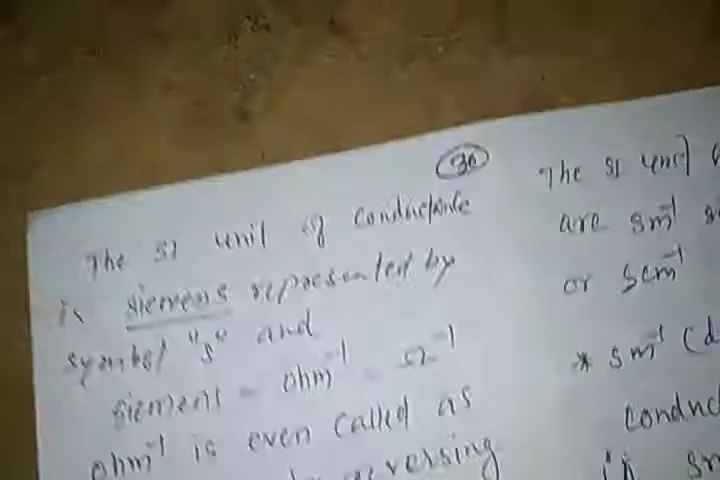 30
The SI unit of conductance
is siemens represented by
symbol "s" and
siemens = ohm⁻¹ = Ω⁻¹
ohm⁻¹ is even called as
reversing
The SI unit
are sm⁻¹
or scm⁻¹
* sm⁻¹ (d
conduc